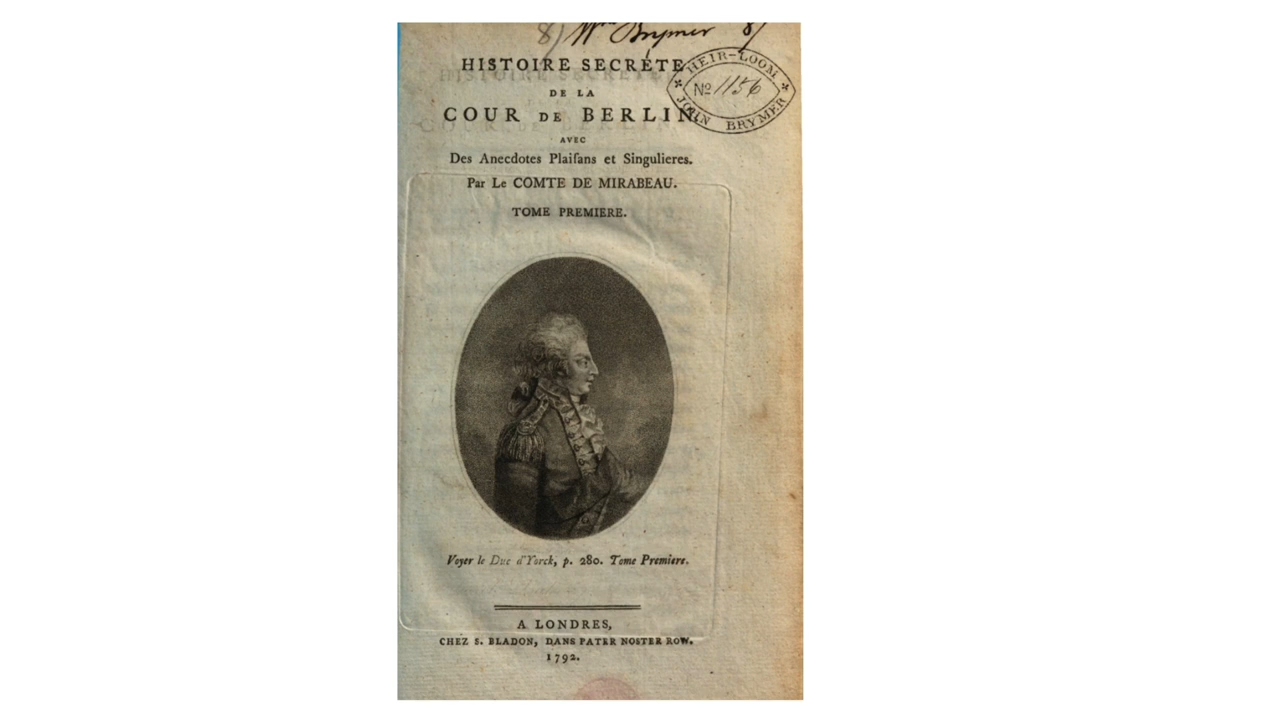 8) Wm Brymer 8/
HISTOIRE SECRÉTE
DE LA
COUR DE BERLIN,
AVEC
Des Anecdotes Plaiſans et Singulieres.
Par Le COMTE DE MIRABEAU.
TOME PREMIERE.
HEIR-LOOM
No 1156
JOHN BRYMER
Voyer le Duc d'Yorck, p. 280. Tome Premiere.
A LONDRES,
CHEZ S. BLADON, DANS PATER NOSTER ROW.
1792.